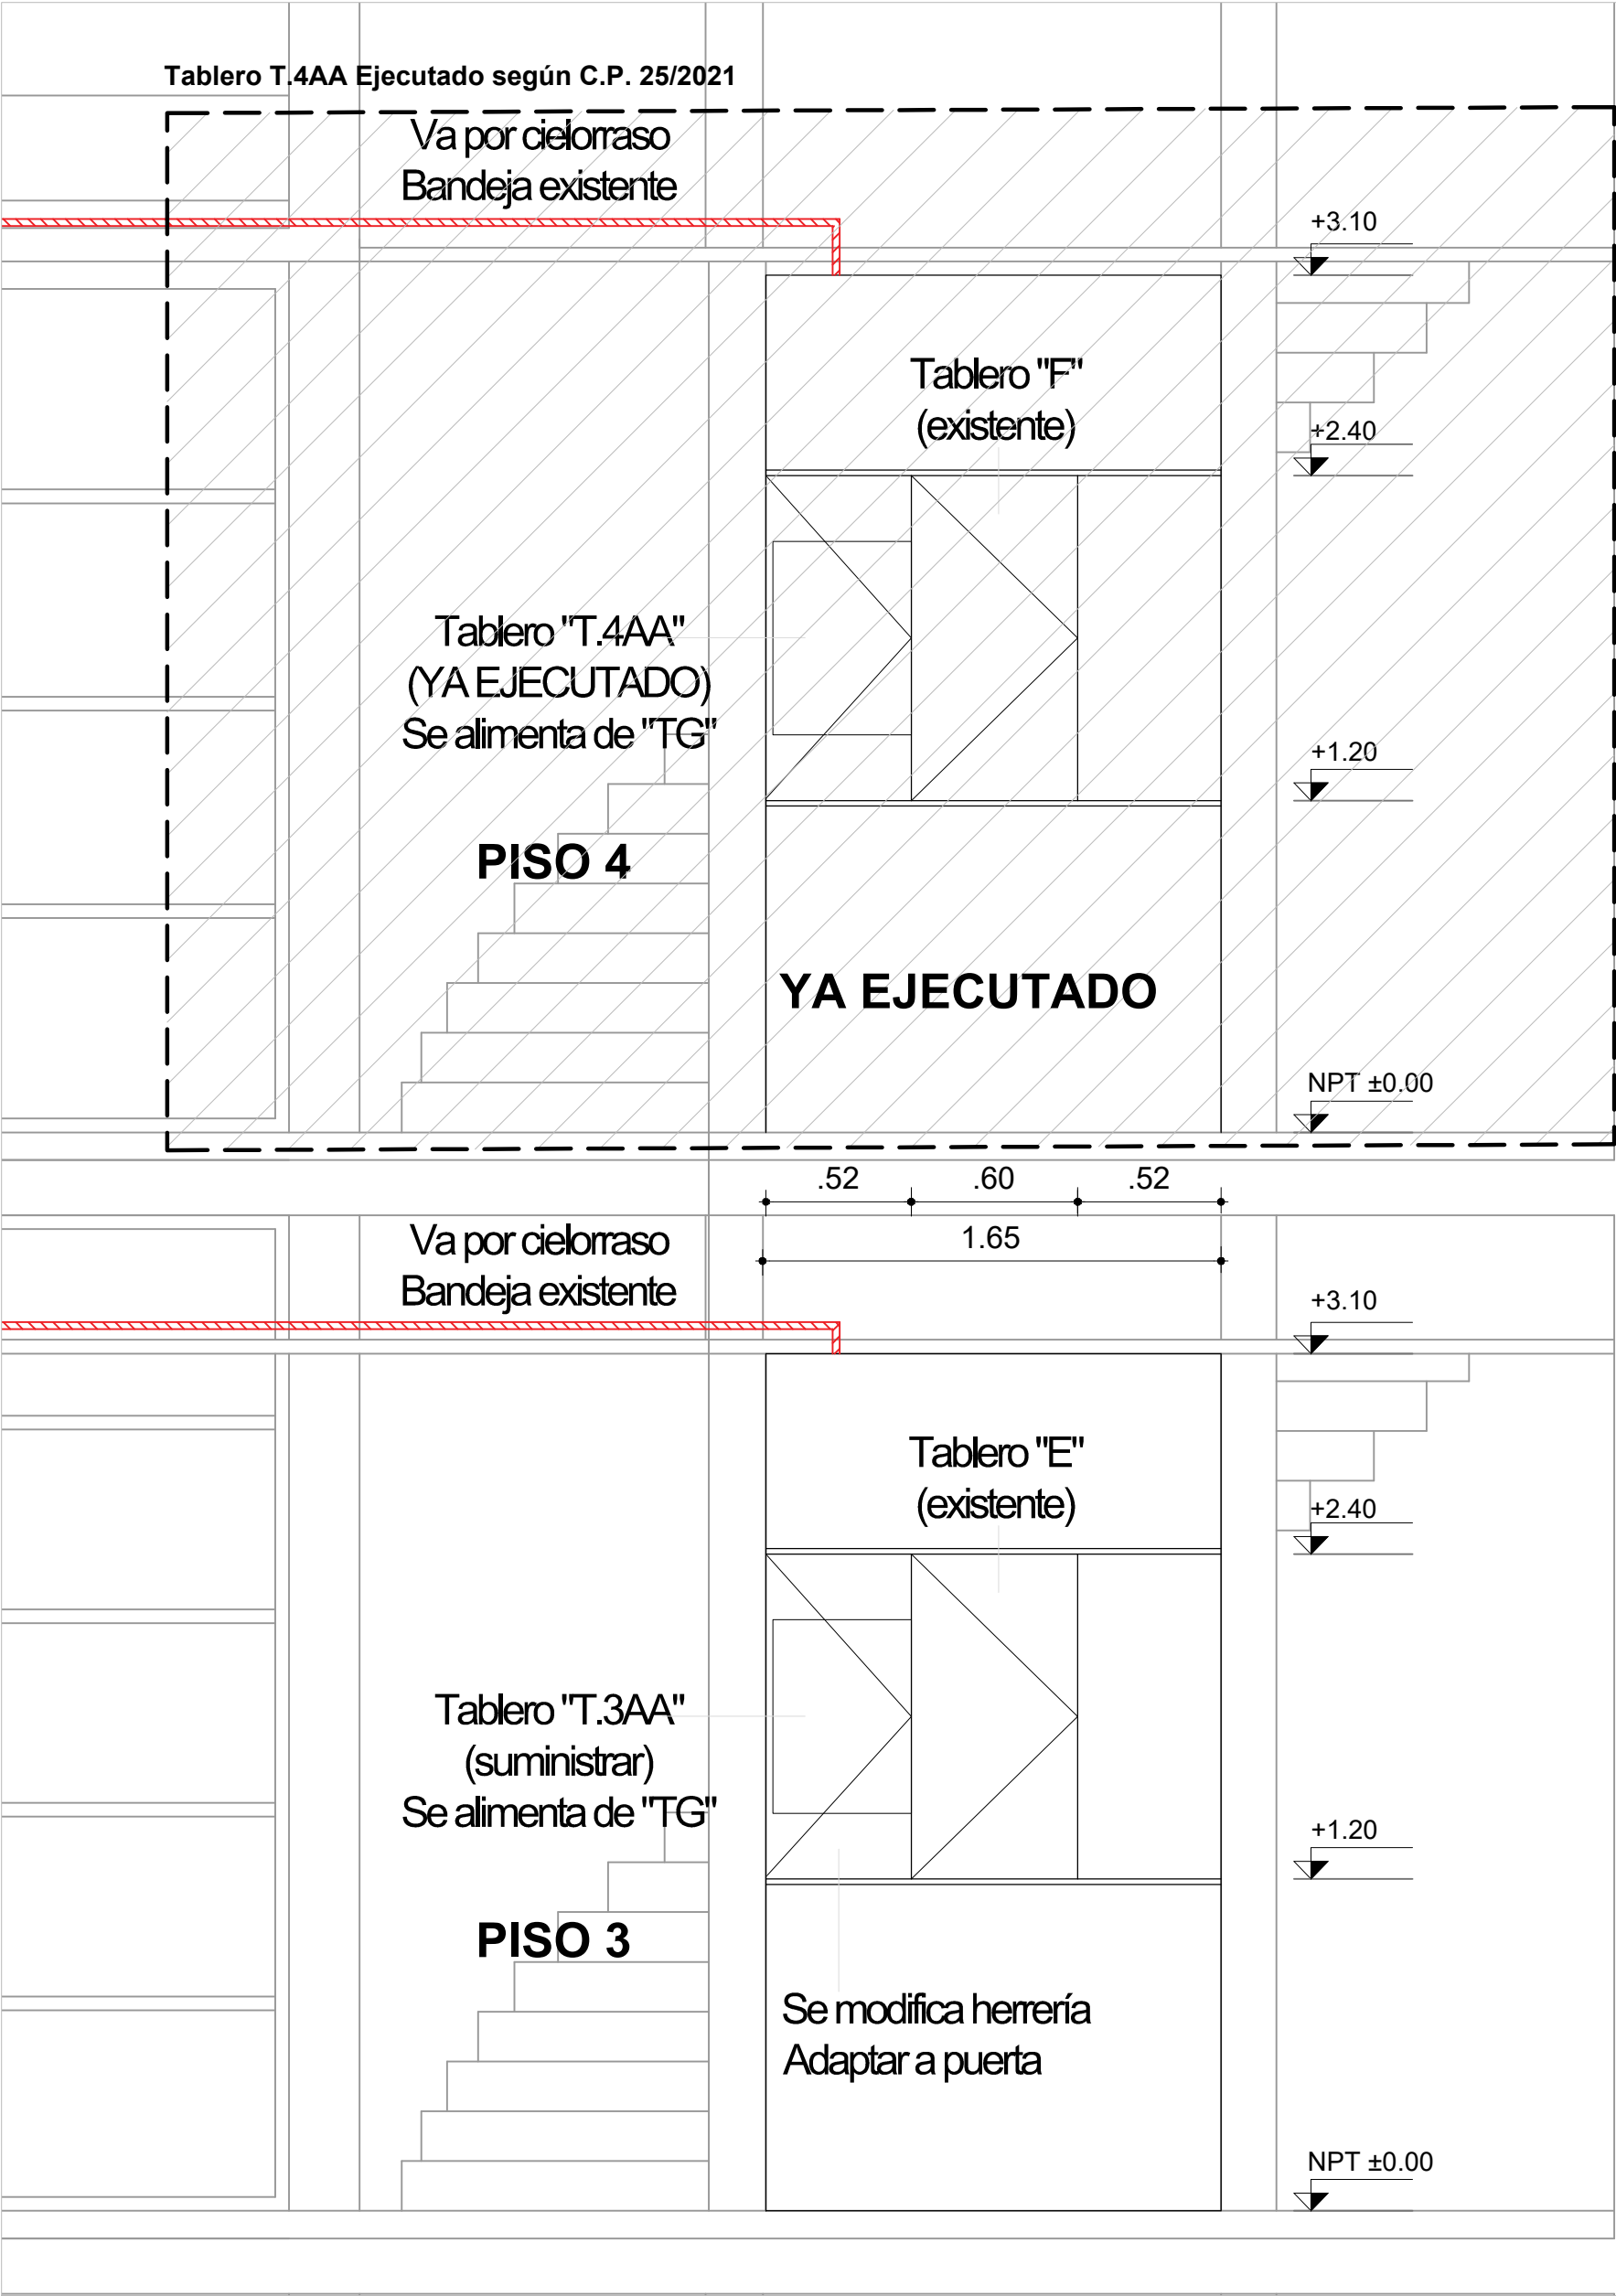 Tablero T.4AA Ejecutado según C.P. 25/2021
Va por cielorraso
Bandeja existente
+3.10
Tablero "F"
(existente)
+2.40
Tablero "T.4AA"
(YA EJECUTADO)
Se alimenta de "TG"
+1.20
PISO 4
YA EJECUTADO
NPT ±0.00
.52
.60
.52
1.65
Va por cielorraso
Bandeja existente
+3.10
Tablero "E"
(existente)
+2.40
Tablero "T.3AA"
(suministrar)
Se alimenta de "TG"
+1.20
PISO 3
Se modifica herrería
Adaptar a puerta
NPT ±0.00